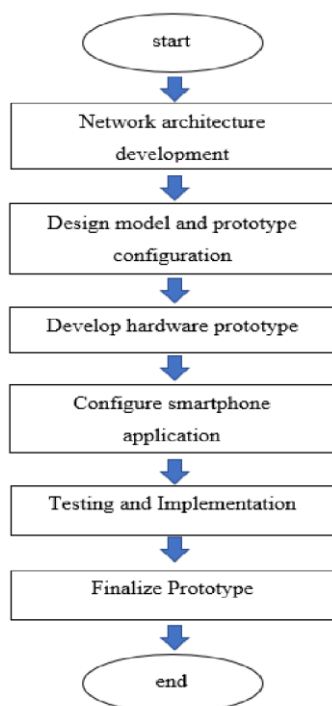 start
Network architecture
development
Design model and prototype
configuration
Develop hardware prototype
Configure smartphone
application
Testing and Implementation
Finalize Prototype
end